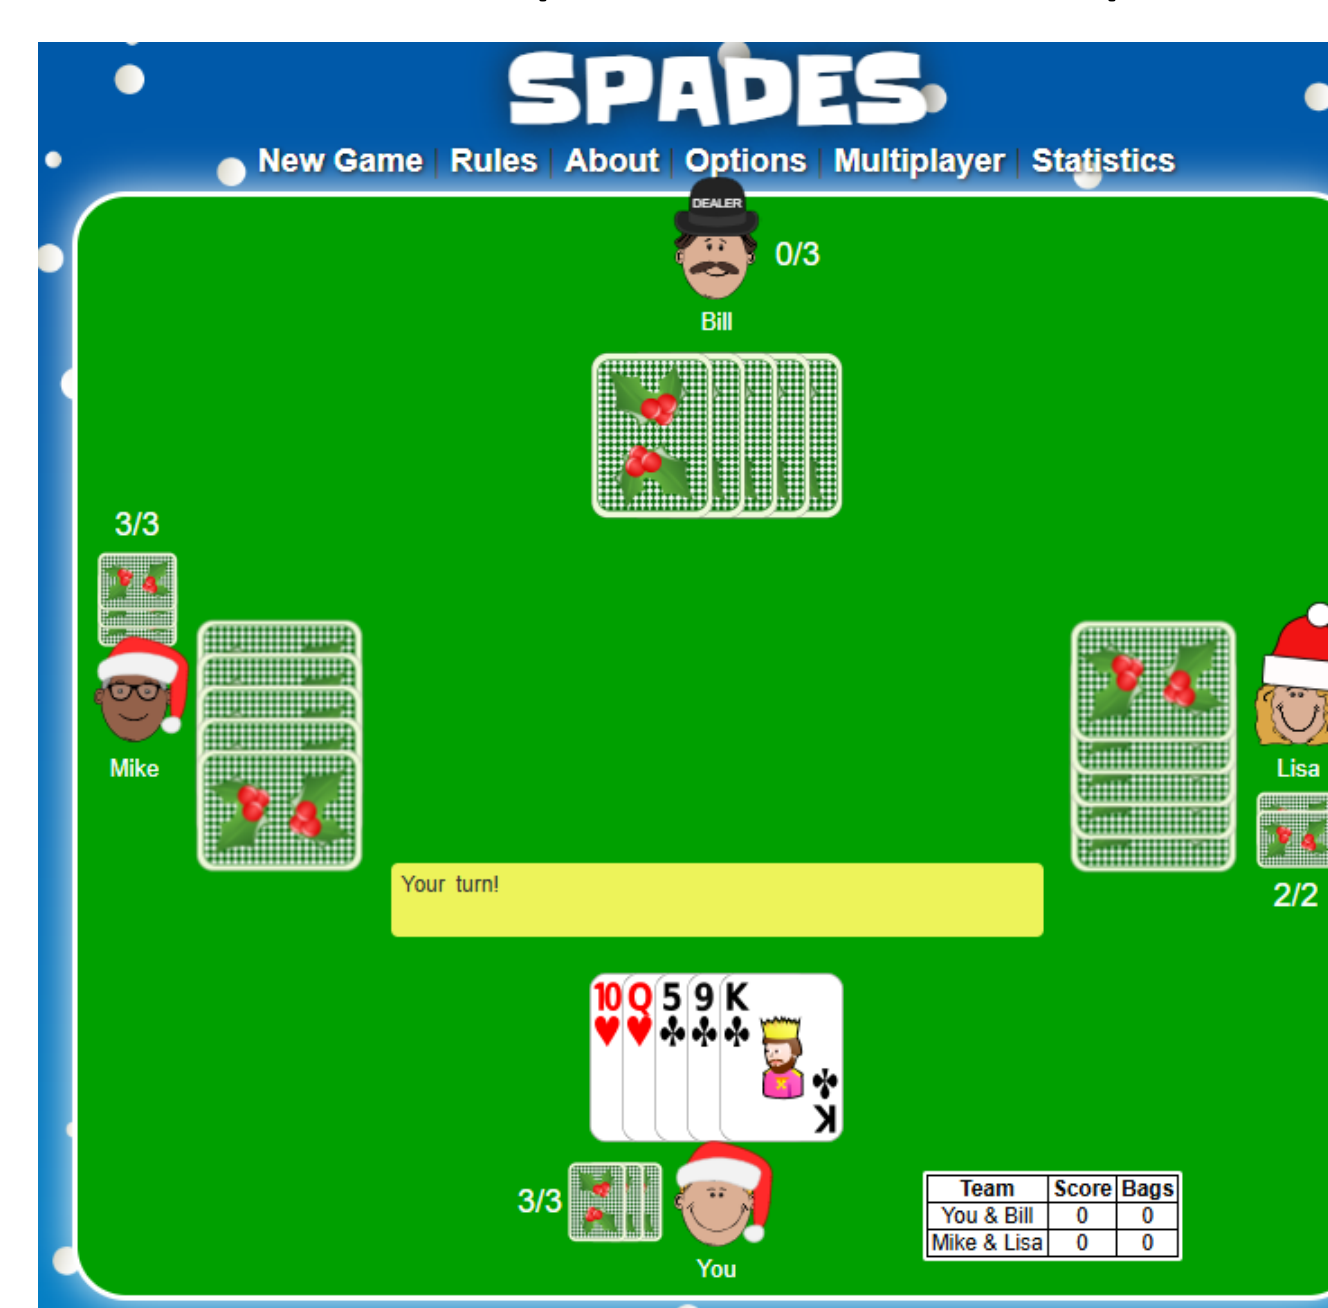 SPADES
New Game | Rules | About | Options | Multiplayer | Statistics
DEALER
0/3
Bill
3/3
Mike
Lisa
2/2
Your turn!
10 Q 5 9 K
K
3/3
You
Team Score Bags
You & Bill 0 0
Mike & Lisa 0 0